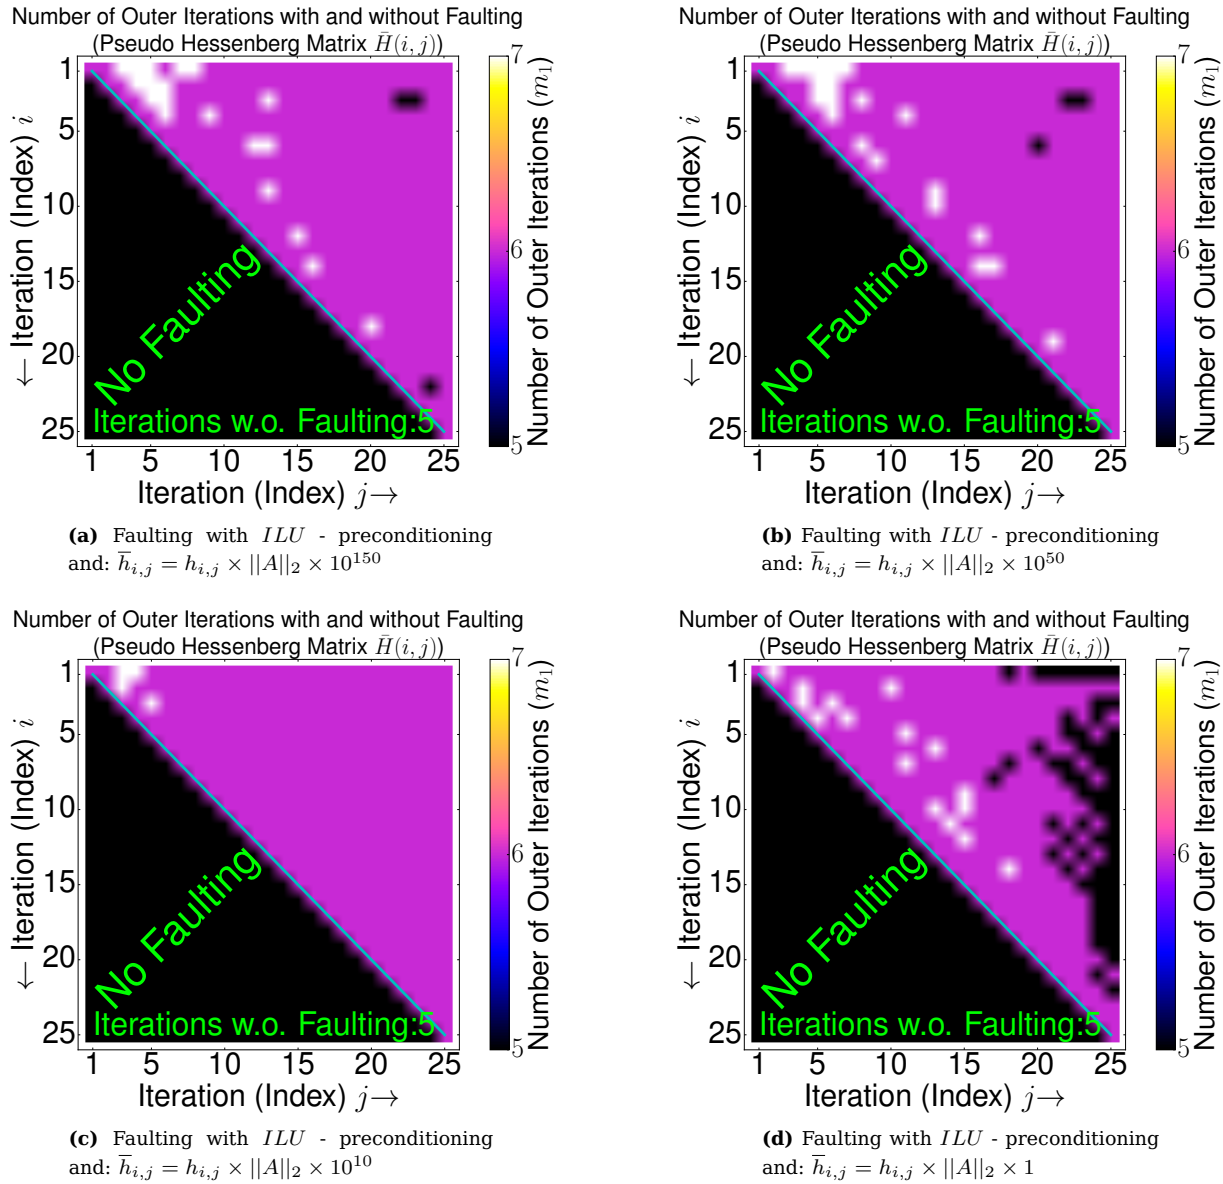 Number of Outer Iterations with and without Faulting
(Pseudo Hessenberg Matrix H̄(i, j))
1
5
10
15
20
25
← Iteration (Index) i
No Faulting
Iterations w.o. Faulting:5
1 5 10 15 20 25
Iteration (Index) j→
7
6
5
Number of Outer Iterations (m₁)
(a) Faulting with ILU - preconditioning
and: h̅ᵢ,ⱼ = hᵢ,ⱼ × ||A||₂ × 10¹⁵⁰
Number of Outer Iterations with and without Faulting
(Pseudo Hessenberg Matrix H̄(i, j))
1
5
10
15
20
25
← Iteration (Index) i
No Faulting
Iterations w.o. Faulting:5
1 5 10 15 20 25
Iteration (Index) j→
7
6
5
Number of Outer Iterations (m₁)
(b) Faulting with ILU - preconditioning
and: h̅ᵢ,ⱼ = hᵢ,ⱼ × ||A||₂ × 10⁵⁰
Number of Outer Iterations with and without Faulting
(Pseudo Hessenberg Matrix H̄(i, j))
1
5
10
15
20
25
← Iteration (Index) i
No Faulting
Iterations w.o. Faulting:5
1 5 10 15 20 25
Iteration (Index) j→
7
6
5
Number of Outer Iterations (m₁)
(c) Faulting with ILU - preconditioning
and: h̅ᵢ,ⱼ = hᵢ,ⱼ × ||A||₂ × 10¹⁰
Number of Outer Iterations with and without Faulting
(Pseudo Hessenberg Matrix H̄(i, j))
1
5
10
15
20
25
← Iteration (Index) i
No Faulting
Iterations w.o. Faulting:5
1 5 10 15 20 25
Iteration (Index) j→
7
6
5
Number of Outer Iterations (m₁)
(d) Faulting with ILU - preconditioning
and: h̅ᵢ,ⱼ = hᵢ,ⱼ × ||A||₂ × 1